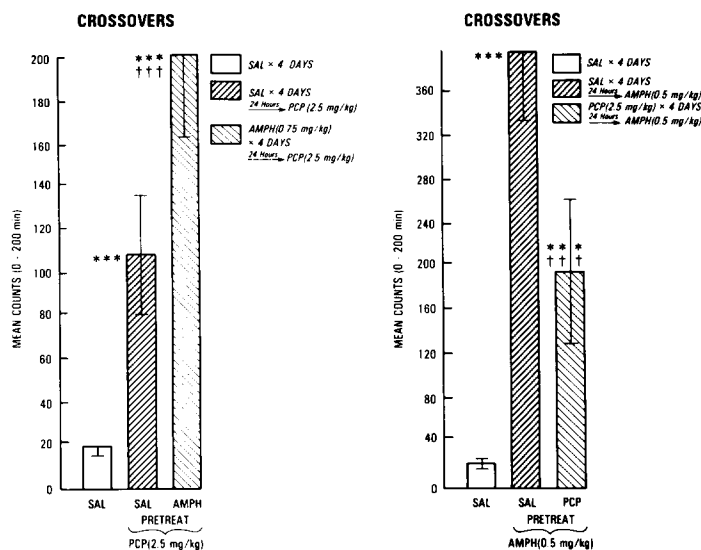 CROSSOVERS
200
180
160
140
120
100
80
60
40
20
0
MEAN COUNTS (0 - 200 min)
***
†††
***
SAL
SAL
AMPH
PRETREAT
PCP(2.5 mg/kg)
SAL × 4 DAYS
SAL × 4 DAYS
24 Hours PCP (2.5 mg/kg)
AMPH(0.75 mg/kg)
× 4 DAYS
24 Hours PCP(2.5 mg/kg)
CROSSOVERS
360
320
280
240
200
160
120
80
40
0
MEAN COUNTS (0 - 200 min)
***
***
†††
SAL
SAL
PCP
PRETREAT
AMPH(0.5 mg/kg)
SAL × 4 DAYS
SAL × 4 DAYS
24 Hours AMPH(0.5 mg/kg)
PCP(2.5 mg/kg) × 4 DAYS
24 Hours AMPH(0.5 mg/kg)